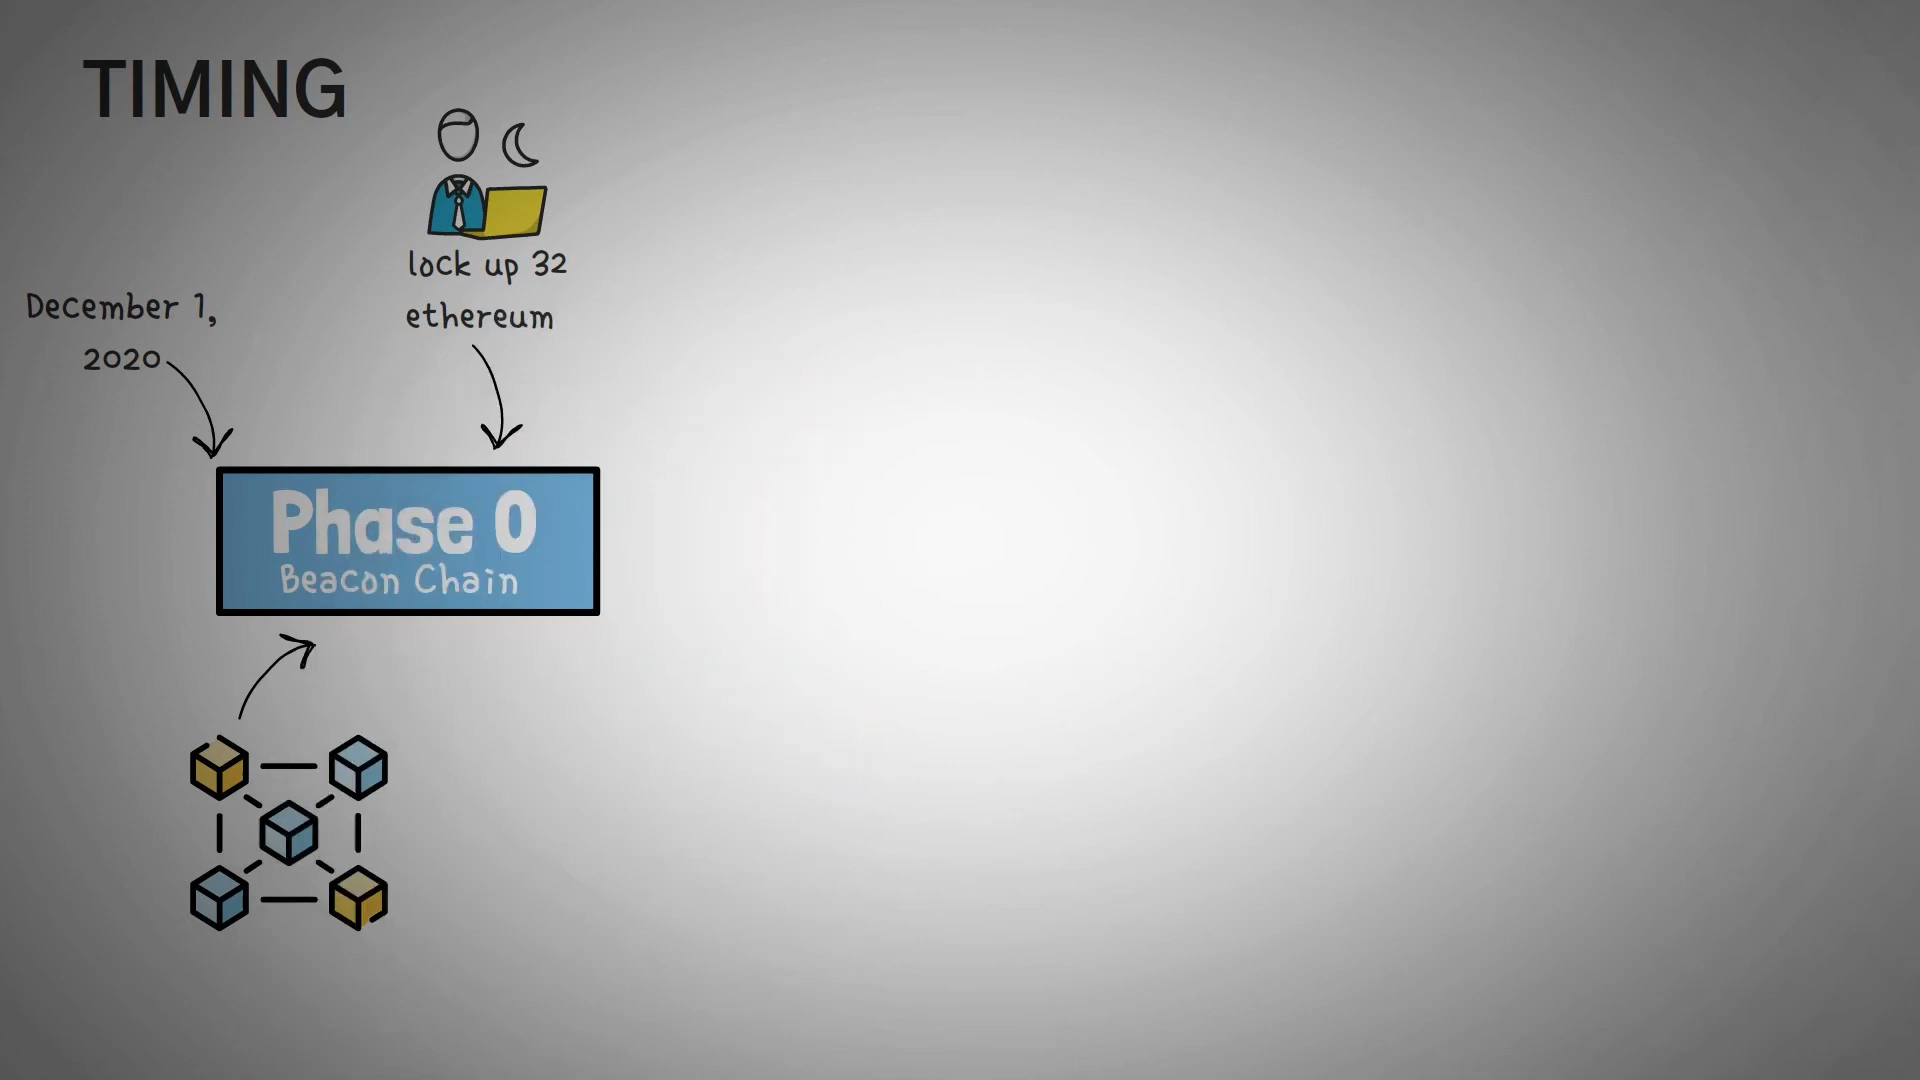 TIMING
lock up 32
ethereum
December 1,
2020
Phase 0
Beacon Chain